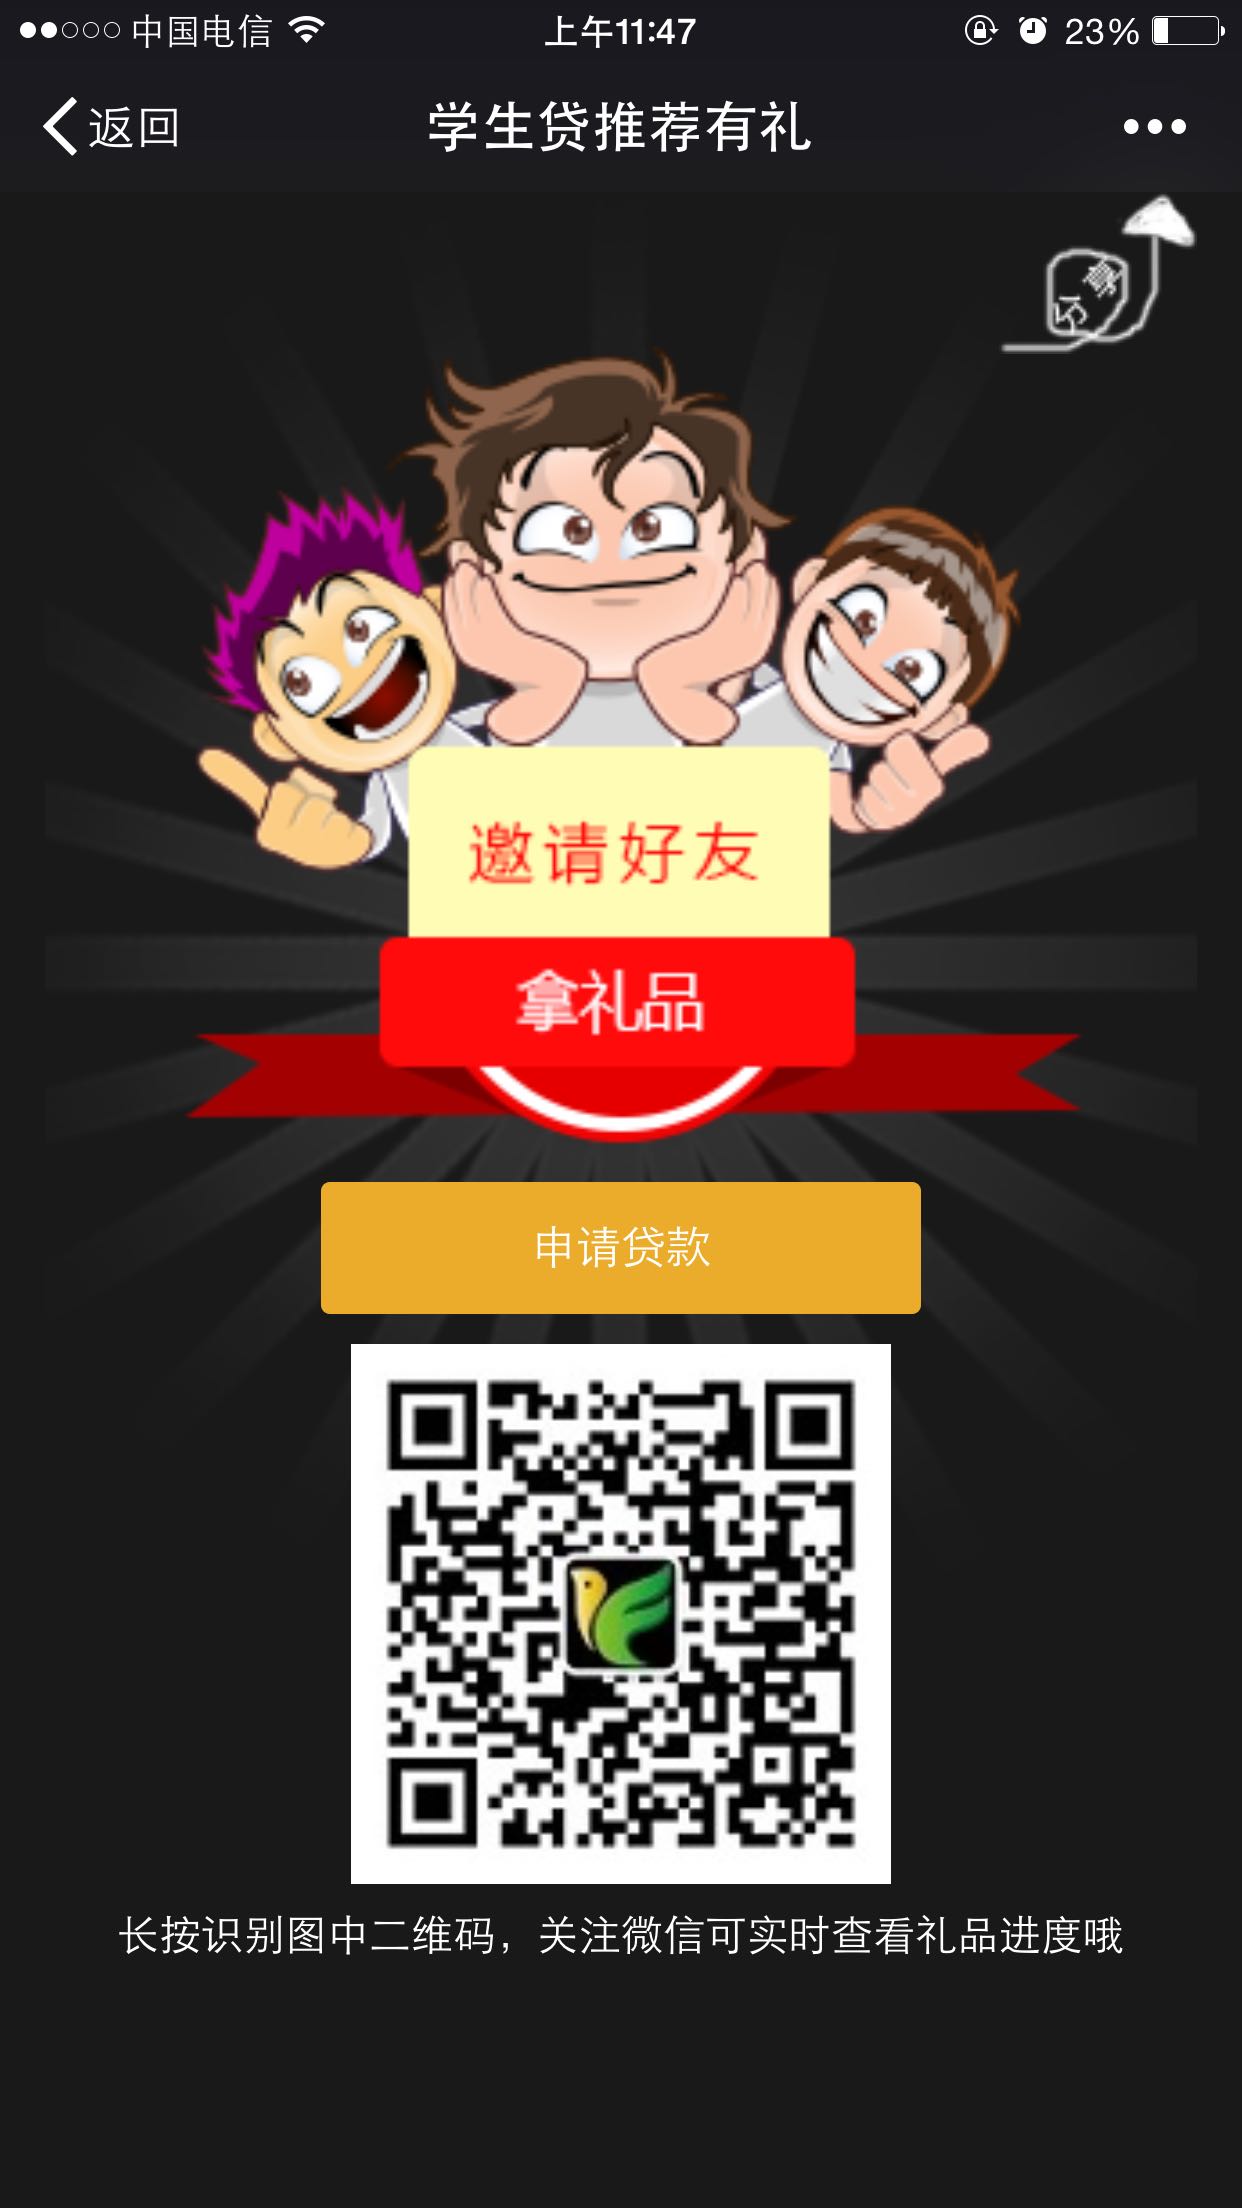 中国电信 上午11:47 23%
返回 学生贷推荐有礼
邀请好友
拿礼品
申请贷款
长按识别图中二维码，关注微信可实时查看礼品进度哦